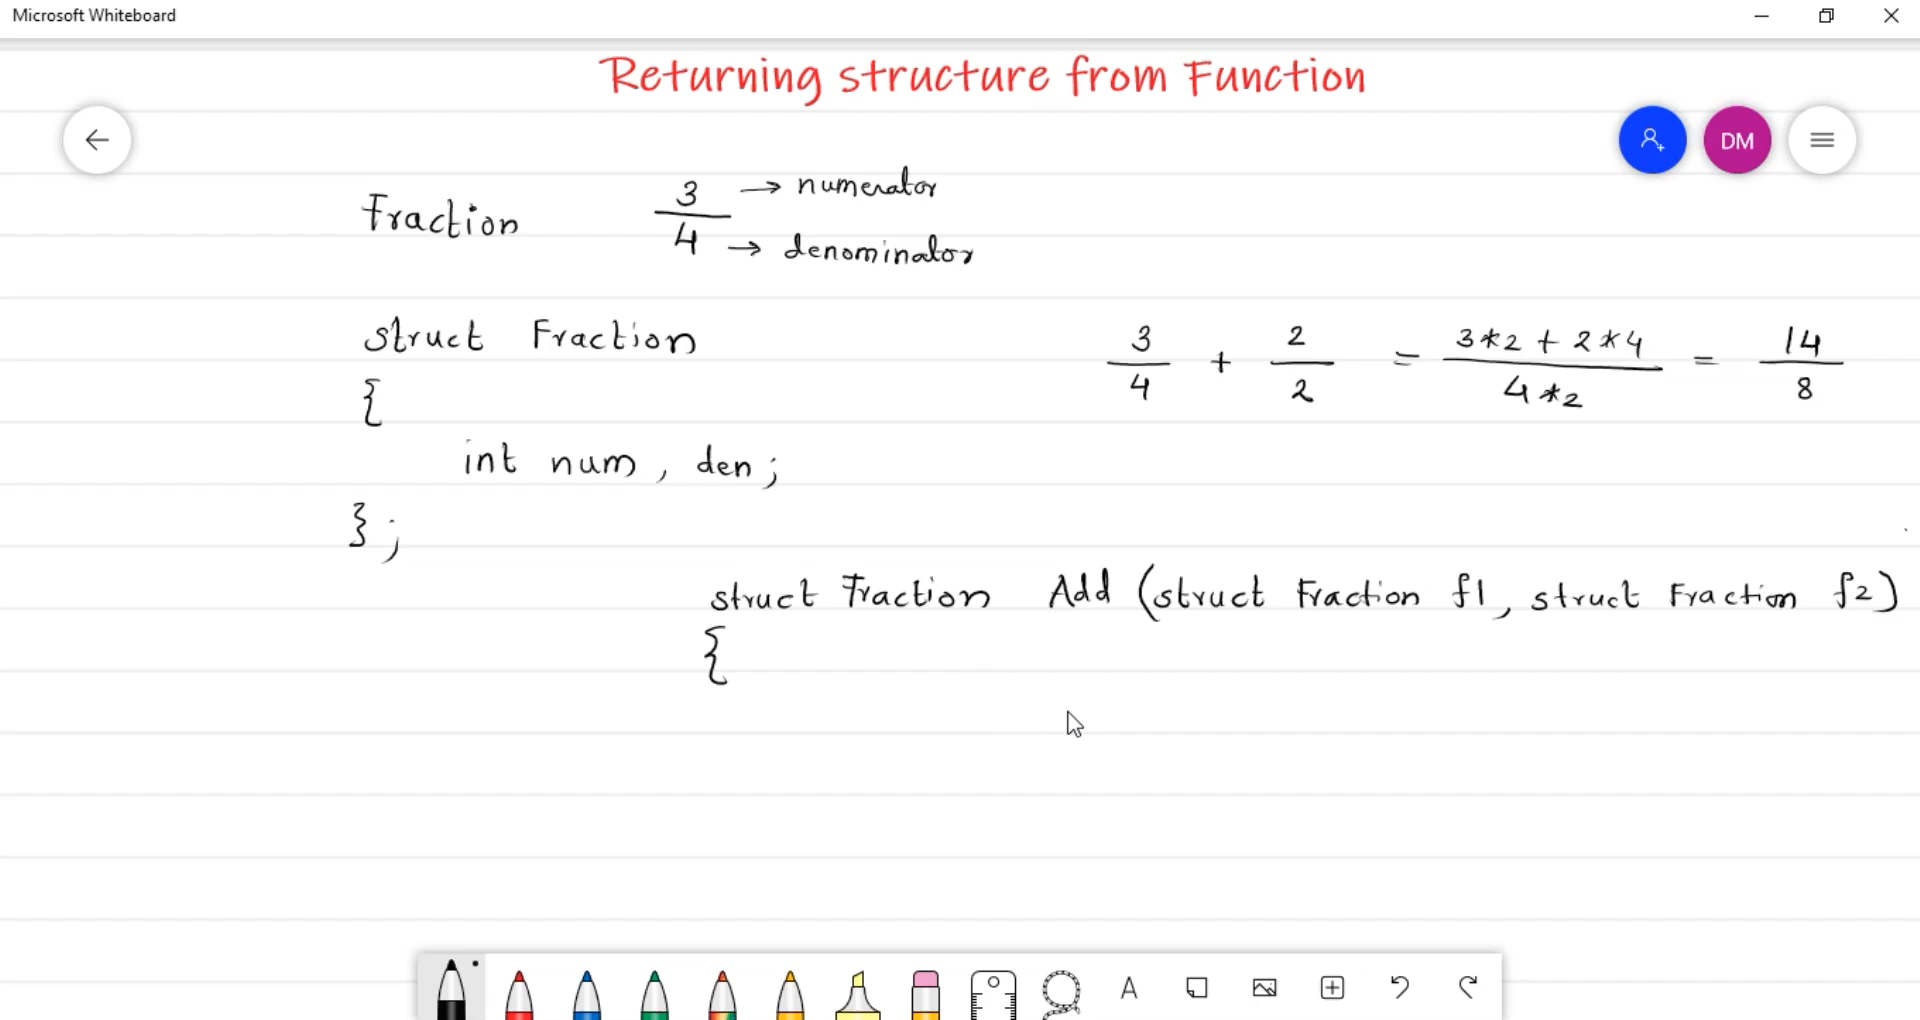 Microsoft Whiteboard
Returning structure from Function
DM
Fraction 3/4 → numerator → denominator
struct Fraction
{
int num, den;
};
3/4 + 2/2 = (3*2 + 2*4)/(4*2) = 14/8
struct Fraction Add (struct Fraction f1, struct Fraction f2)
{
A